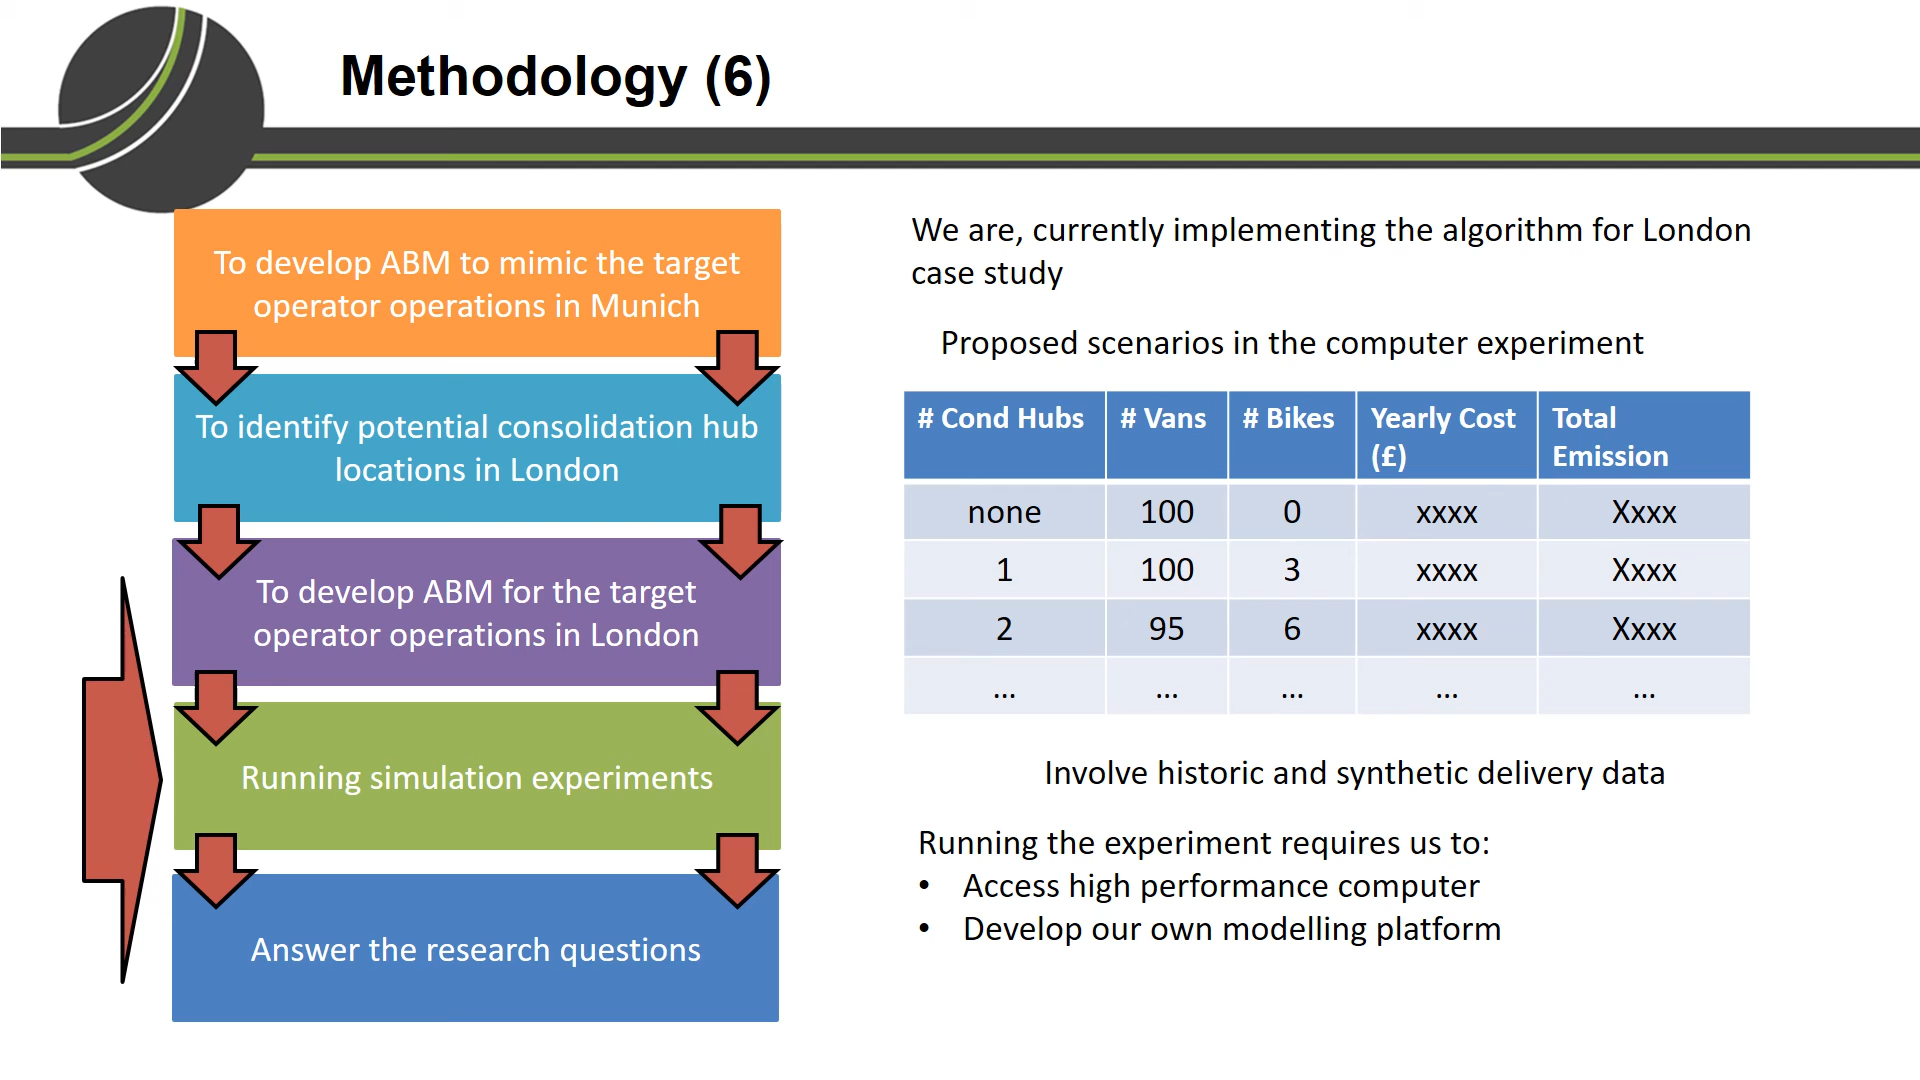 Methodology (6)
To develop ABM to mimic the target
operator operations in Munich
To identify potential consolidation hub
locations in London
To develop ABM for the target
operator operations in London
Running simulation experiments
Answer the research questions
We are, currently implementing the algorithm for London
case study
Proposed scenarios in the computer experiment
# Cond Hubs # Vans # Bikes Yearly Cost (£) Total Emission
none 100 0 xxxx Xxxx
1 100 3 xxxx Xxxx
2 95 6 xxxx Xxxx
... ... ... ... ...
Involve historic and synthetic delivery data
Running the experiment requires us to:
• Access high performance computer
• Develop our own modelling platform